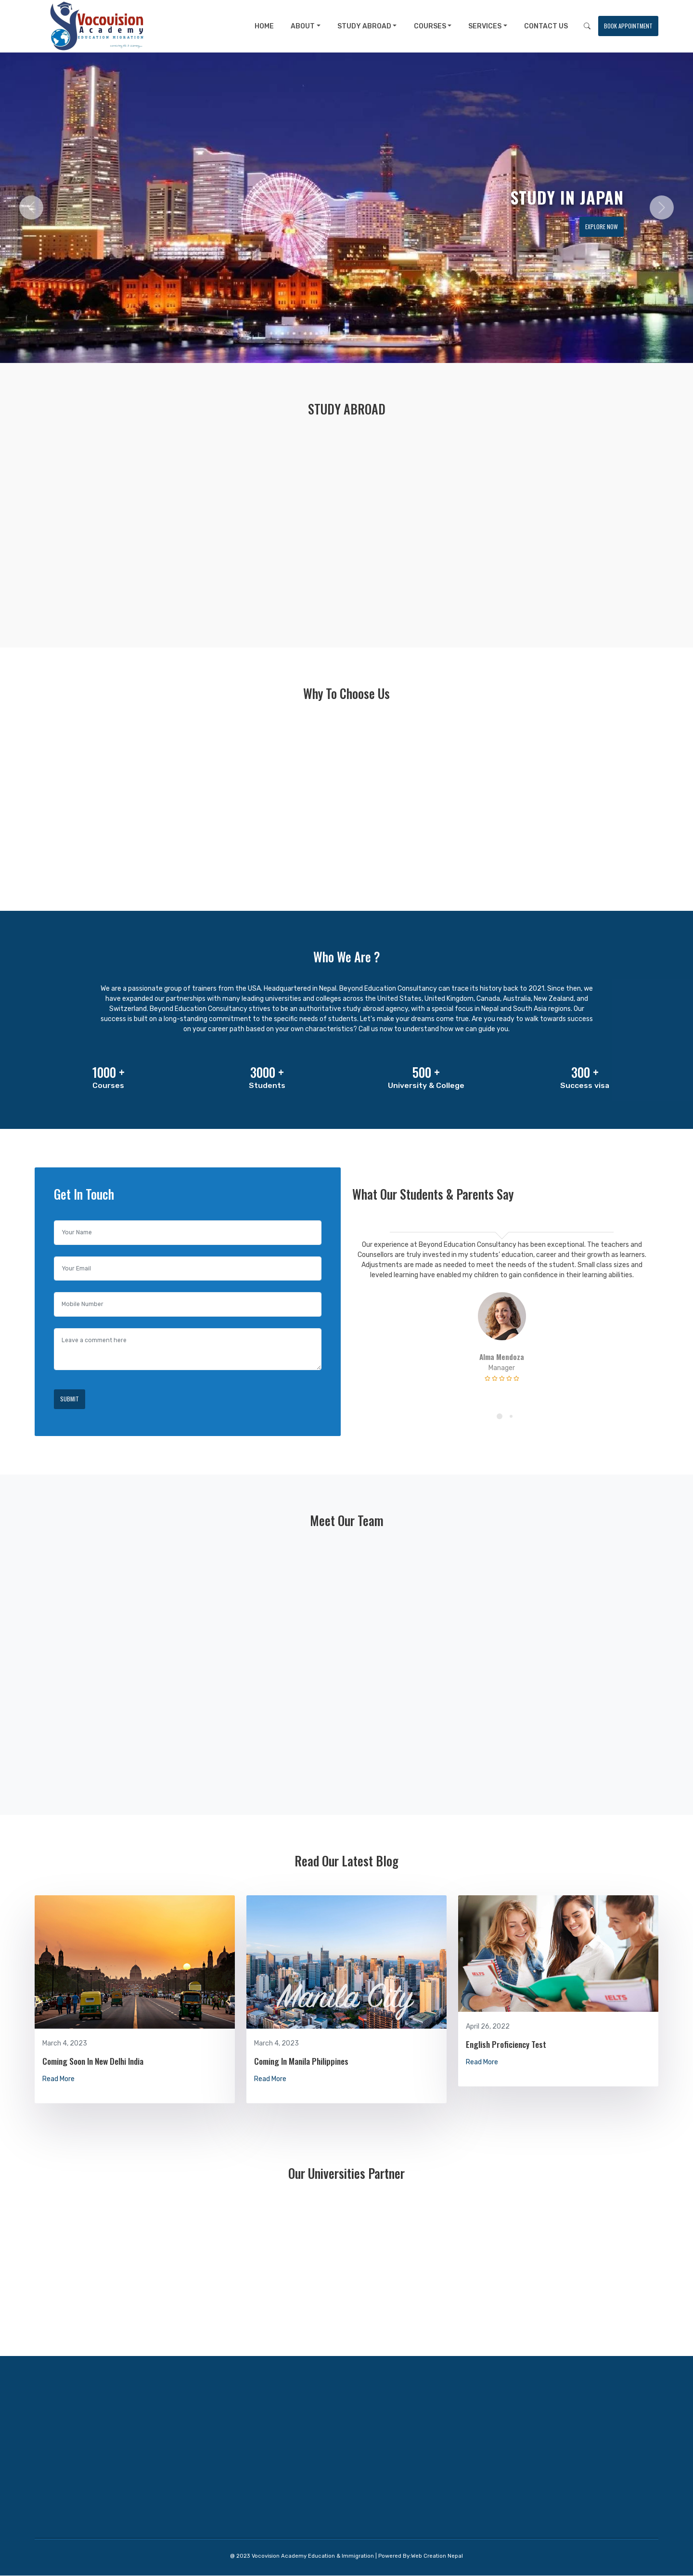 Vocovision
Academy
EDUCATION MIGRATION
HOME
ABOUT
STUDY ABROAD
COURSES
SERVICES
CONTACT US
BOOK APPOINTMENT
STUDY IN JAPAN
EXPLORE NOW
STUDY ABROAD
Why To Choose Us
Who We Are ?
We are a passionate group of trainers from the USA. Headquartered in Nepal. Beyond Education Consultancy can trace its history back to 2021. Since then, we
have expanded our partnerships with many leading universities and colleges across the United States, United Kingdom, Canada, Australia, New Zealand, and
Switzerland. Beyond Education Consultancy strives to be an authoritative study abroad agency, with a special focus in Nepal and South Asia regions. Our
success is built on a long-standing commitment to the specific needs of students. Let's make your dreams come true. Are you ready to walk towards success
on your career path based on your own characteristics? Call us now to understand how we can guide you.
1000 +
Courses
3000 +
Students
500 +
University & College
300 +
Success visa
Get In Touch
Your Name
Your Email
Mobile Number
Leave a comment here
SUBMIT
What Our Students & Parents Say
Our experience at Beyond Education Consultancy has been exceptional. The teachers and
Counsellors are truly invested in my students' education, career and their growth as learners.
Adjustments are made as needed to meet the needs of the student. Small class sizes and
leveled learning have enabled my children to gain confidence in their learning abilities.
Alma Mendoza
Manager
Meet Our Team
Read Our Latest Blog
March 4, 2023
Coming Soon In New Delhi India
Read More
Manila City
March 4, 2023
Coming In Manila Philippines
Read More
IELTS
IELTS
April 26, 2022
English Proficiency Test
Read More
Our Universities Partner
@ 2023 Vocovision Academy Education & Immigration | Powered By Web Creation Nepal